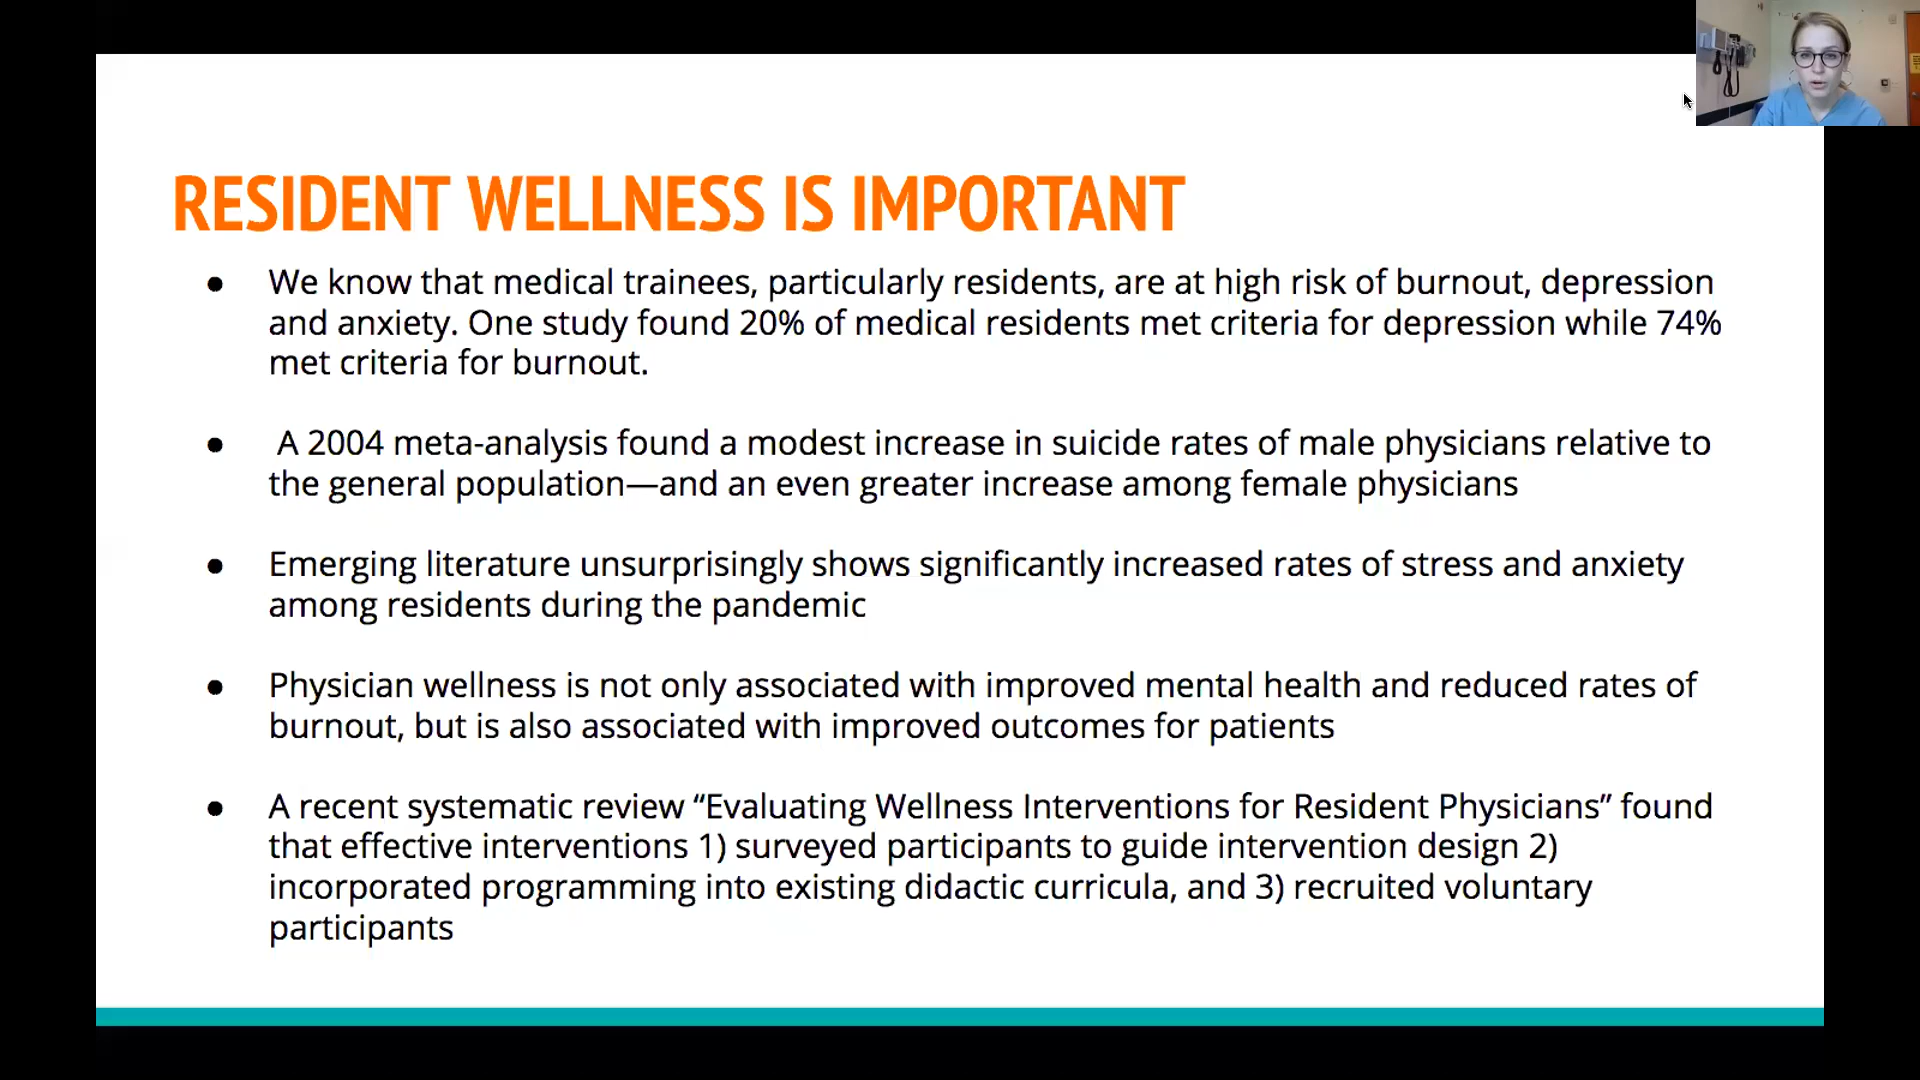 RESIDENT WELLNESS IS IMPORTANT
● We know that medical trainees, particularly residents, are at high risk of burnout, depression
and anxiety. One study found 20% of medical residents met criteria for depression while 74%
met criteria for burnout.
● A 2004 meta-analysis found a modest increase in suicide rates of male physicians relative to
the general population—and an even greater increase among female physicians
● Emerging literature unsurprisingly shows significantly increased rates of stress and anxiety
among residents during the pandemic
● Physician wellness is not only associated with improved mental health and reduced rates of
burnout, but is also associated with improved outcomes for patients
● A recent systematic review “Evaluating Wellness Interventions for Resident Physicians” found
that effective interventions 1) surveyed participants to guide intervention design 2)
incorporated programming into existing didactic curricula, and 3) recruited voluntary
participants